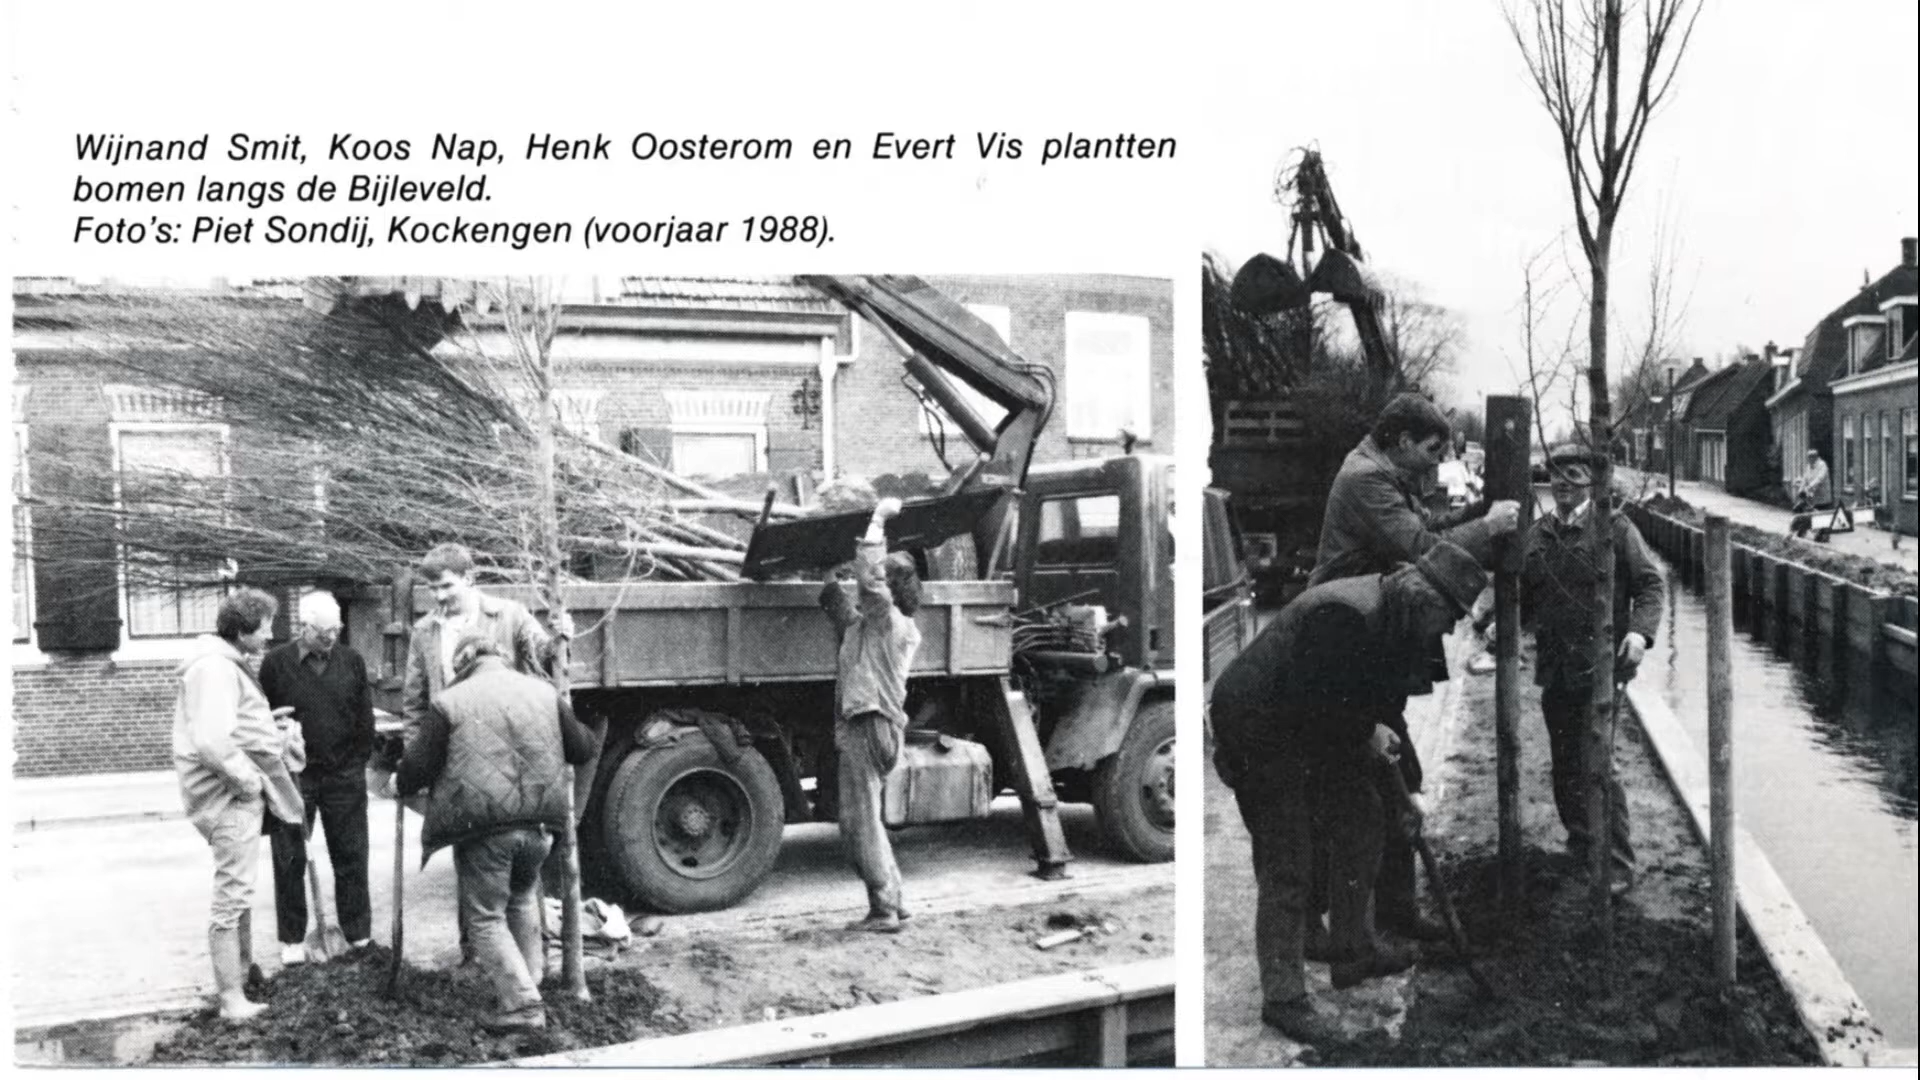 Wijnand Smit, Koos Nap, Henk Oosterom en Evert Vis plantten
bomen langs de Bijleveld.
Foto's: Piet Sondij, Kockengen (voorjaar 1988).